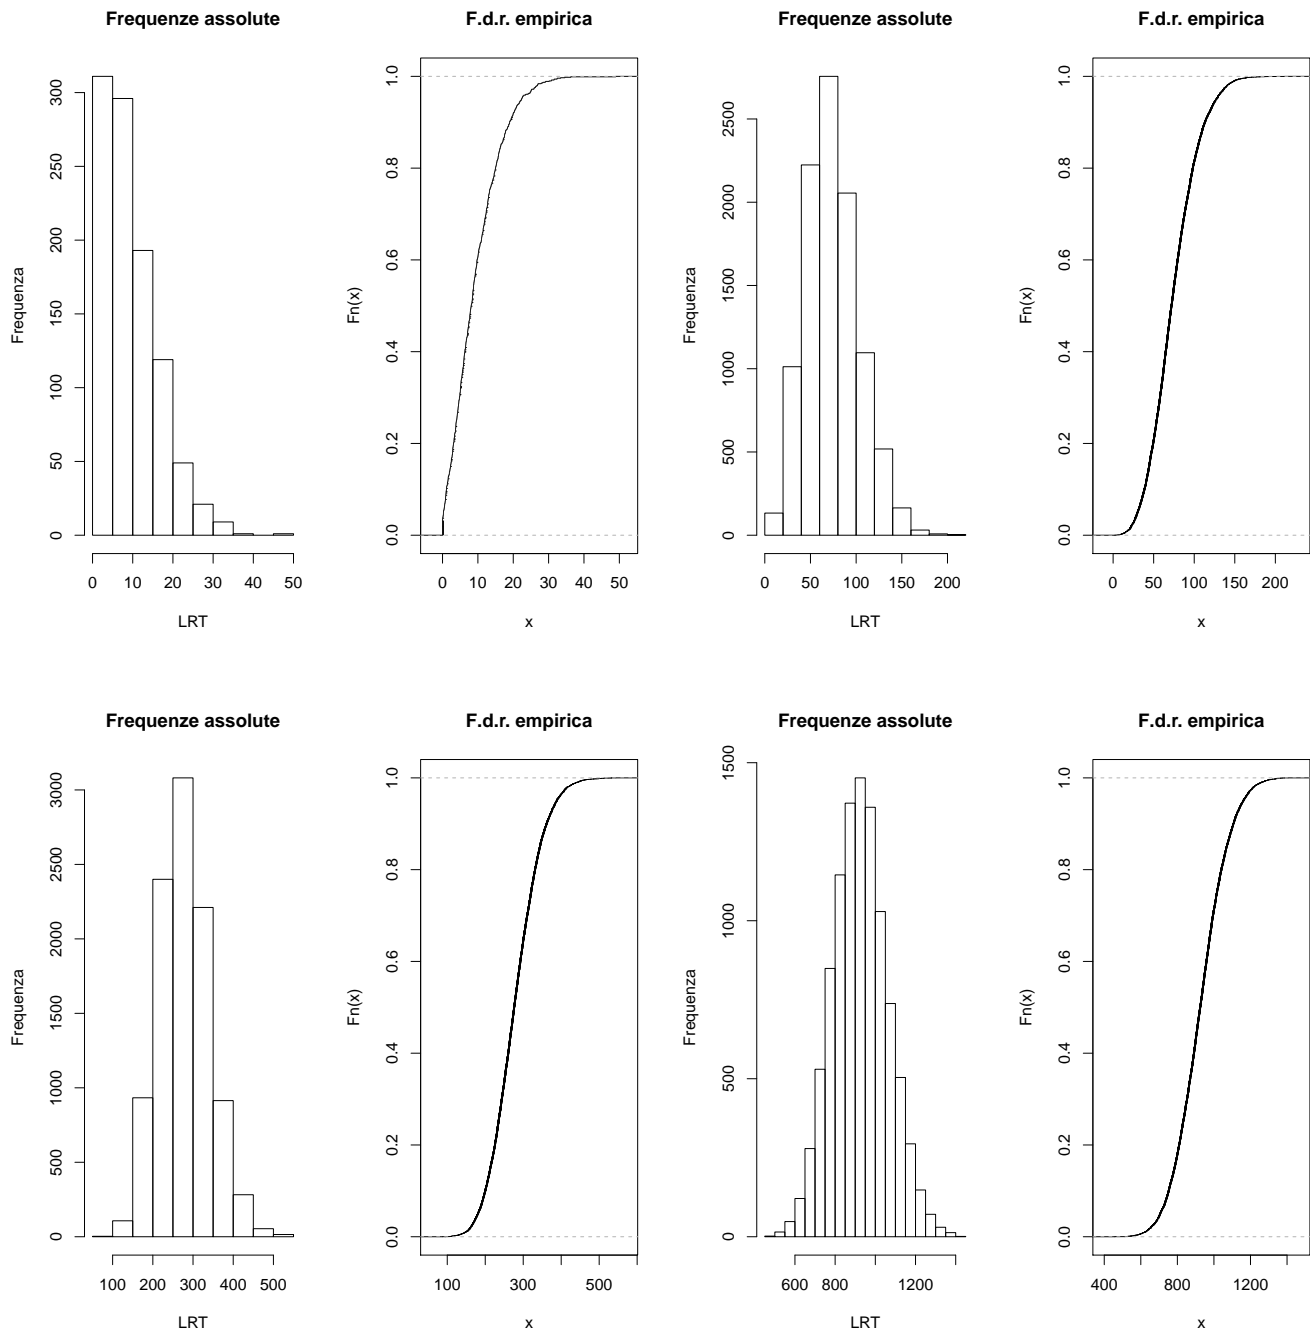 Frequenze assolute
Frequenza
0 50 100 150 200 250 300
0 10 20 30 40 50
LRT
F.d.r. empirica
Fn(x)
0.0 0.2 0.4 0.6 0.8 1.0
0 10 20 30 40 50
x
Frequenze assolute
Frequenza
0 500 1000 1500 2000 2500
0 50 100 150 200
LRT
F.d.r. empirica
Fn(x)
0.0 0.2 0.4 0.6 0.8 1.0
0 50 100 150 200
x
Frequenze assolute
Frequenza
0 500 1000 1500 2000 2500 3000
100 200 300 400 500
LRT
F.d.r. empirica
Fn(x)
0.0 0.2 0.4 0.6 0.8 1.0
100 300 500
x
Frequenze assolute
Frequenza
0 500 1000 1500
600 800 1200
LRT
F.d.r. empirica
Fn(x)
0.0 0.2 0.4 0.6 0.8 1.0
400 800 1200
x